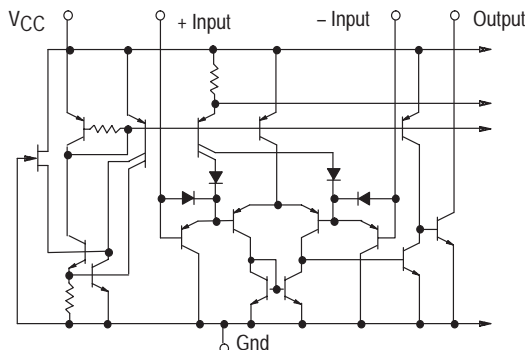 VCC
+ Input
– Input
Output
Gnd